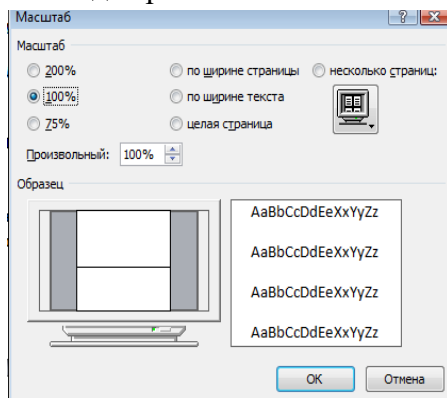 Масштаб
Масштаб
200% по ширине страницы несколько страниц:
100% по ширине текста
75% целая страница
Произвольный: 100%
Образец
AaBbCcDdEeXxYyZz
AaBbCcDdEeXxYyZz
AaBbCcDdEeXxYyZz
AaBbCcDdEeXxYyZz
ОК Отмена